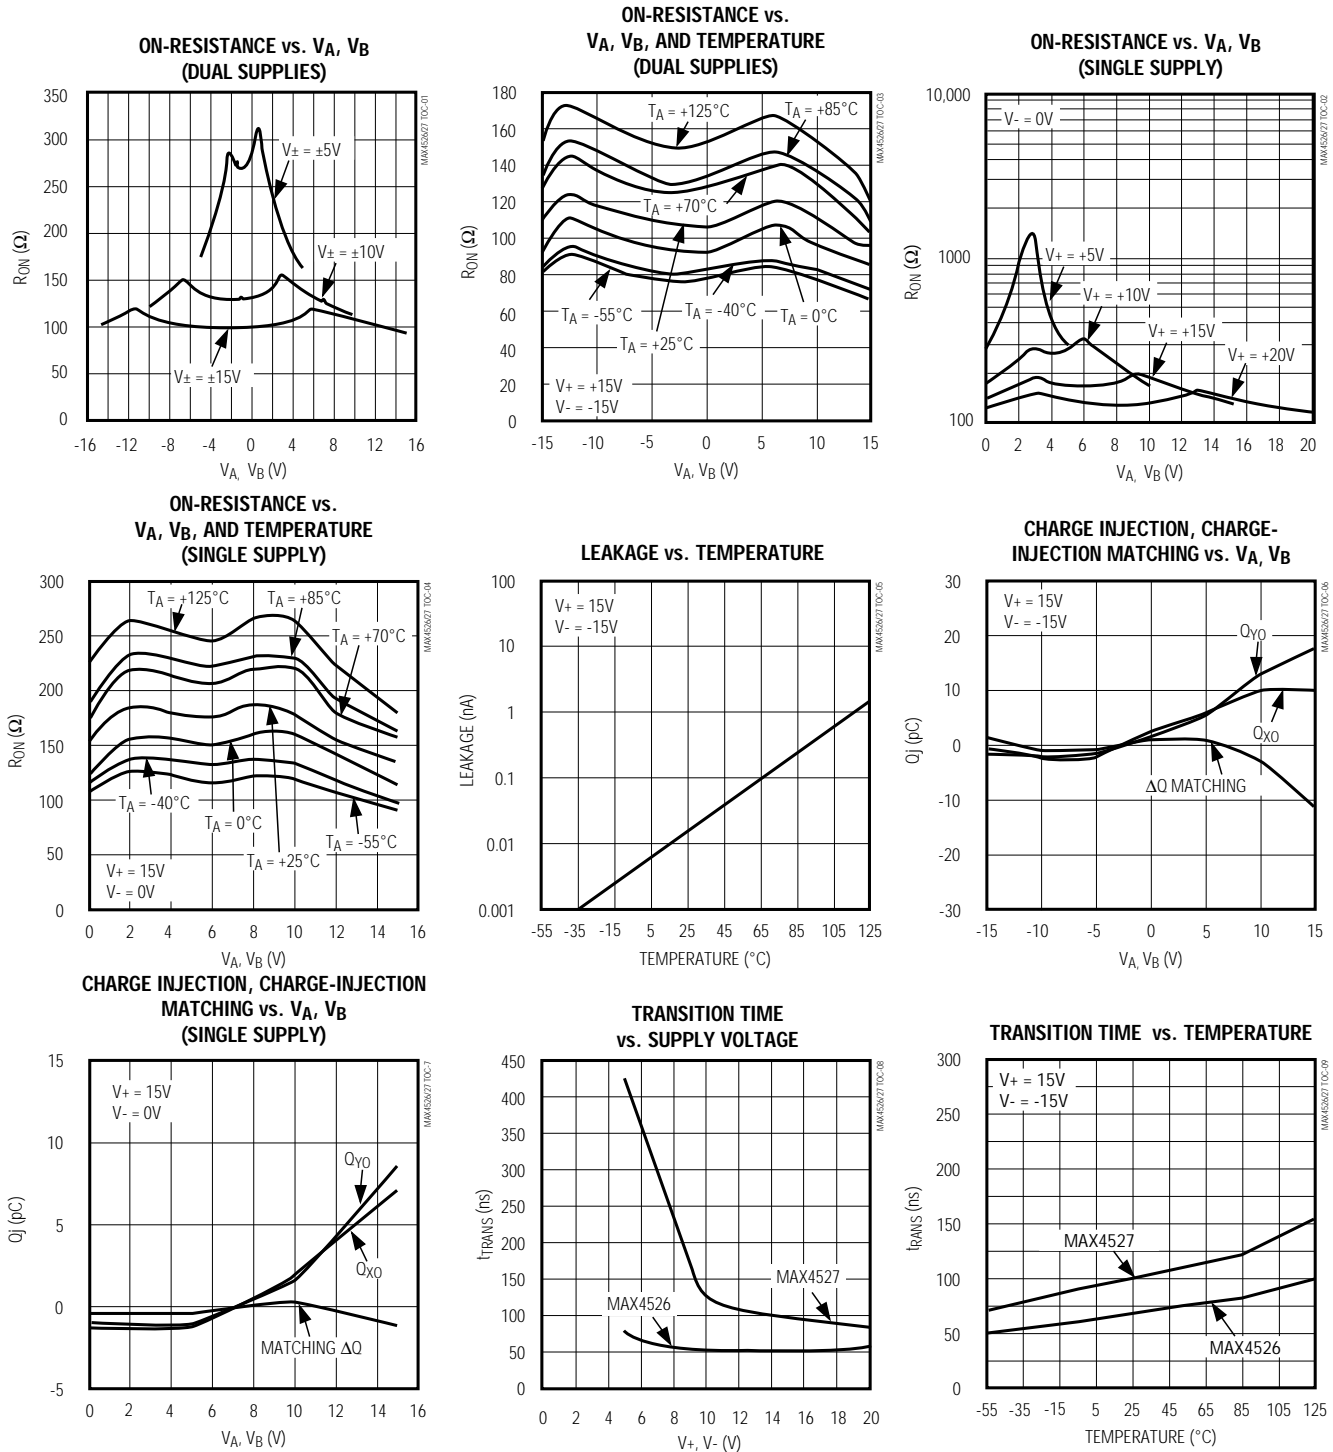 ON-RESISTANCE vs. VA, VB
(DUAL SUPPLIES)
350
300
250
200
150
100
50
0
RON (Ω)
V± = ±5V
V± = ±10V
V± = ±15V
-16 -12 -8 -4 0 4 8 12 16
VA, VB (V)
MAX4526/27 TOC-01
ON-RESISTANCE vs.
VA, VB, AND TEMPERATURE
(DUAL SUPPLIES)
180
160
140
120
100
80
60
40
20
0
RON (Ω)
TA = +125°C
TA = +85°C
TA = +70°C
TA = -55°C
TA = -40°C
TA = 0°C
TA = +25°C
V+ = +15V
V- = -15V
-15 -10 -5 0 5 10 15
VA, VB (V)
MAX4526/27 TOC-03
ON-RESISTANCE vs. VA, VB
(SINGLE SUPPLY)
10,000
1000
100
RON (Ω)
V- = 0V
V+ = +5V
V+ = +10V
V+ = +15V
V+ = +20V
0 2 4 6 8 10 12 14 16 18 20
VA, VB (V)
MAX4526/27 TOC-02
ON-RESISTANCE vs.
VA, VB, AND TEMPERATURE
(SINGLE SUPPLY)
300
250
200
150
100
50
0
RON (Ω)
TA = +125°C
TA = +85°C
TA = +70°C
TA = -40°C
TA = 0°C
TA = -55°C
TA = +25°C
V+ = 15V
V- = 0V
0 2 4 6 8 10 12 14 16
VA, VB (V)
MAX4526/27 TOC-04
LEAKAGE vs. TEMPERATURE
100
10
1
0.1
0.01
0.001
LEAKAGE (nA)
V+ = 15V
V- = -15V
-55 -35 -15 5 25 45 65 85 105 125
TEMPERATURE (°C)
MAX4526/27 TOC-05
CHARGE INJECTION, CHARGE-
INJECTION MATCHING vs. VA, VB
30
20
10
0
-10
-20
-30
Qj (pC)
V+ = 15V
V- = -15V
QYO
QXO
ΔQ MATCHING
-15 -10 -5 0 5 10 15
VA, VB (V)
MAX4526/27 TOC-06
CHARGE INJECTION, CHARGE-INJECTION
MATCHING vs. VA, VB
(SINGLE SUPPLY)
15
10
5
0
-5
Qj (pC)
V+ = 15V
V- = 0V
QYO
QXO
MATCHING ΔQ
0 2 4 6 8 10 12 14 16
VA, VB (V)
MAX4526/27 TOC-7
TRANSITION TIME
vs. SUPPLY VOLTAGE
450
400
350
300
250
200
150
100
50
0
tTRANS (ns)
MAX4527
MAX4526
0 2 4 6 8 10 12 14 16 18 20
V+, V- (V)
MAX4526/27 TOC-08
TRANSITION TIME vs. TEMPERATURE
300
250
200
150
100
50
0
tRANS (ns)
V+ = 15V
V- = -15V
MAX4527
MAX4526
-55 -35 -15 5 25 45 65 85 105 125
TEMPERATURE (°C)
MAX4526/27 TOC-09